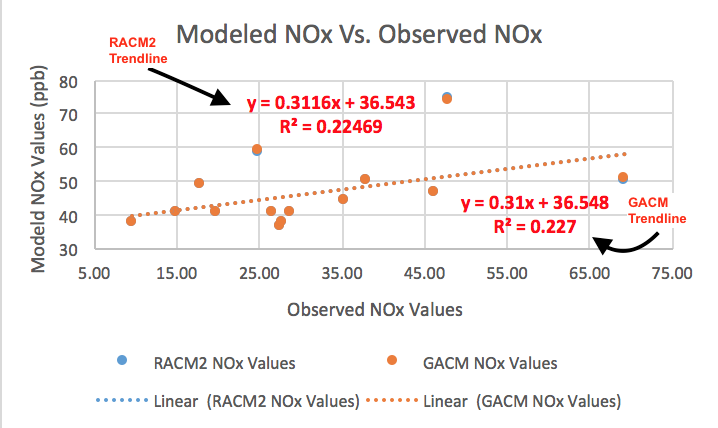 Modeled NOx Vs. Observed NOx
RACM2
Trendline
y = 0.3116x + 36.543
R² = 0.22469
Modeld NOx Values (ppb)
80
70
60
50
40
30
y = 0.31x + 36.548
R² = 0.227
GACM
Trendline
5.00 15.00 25.00 35.00 45.00 55.00 65.00 75.00
Observed NOx Values
RACM2 NOx Values GACM NOx Values
Linear (RACM2 NOx Values) Linear (GACM NOx Values)